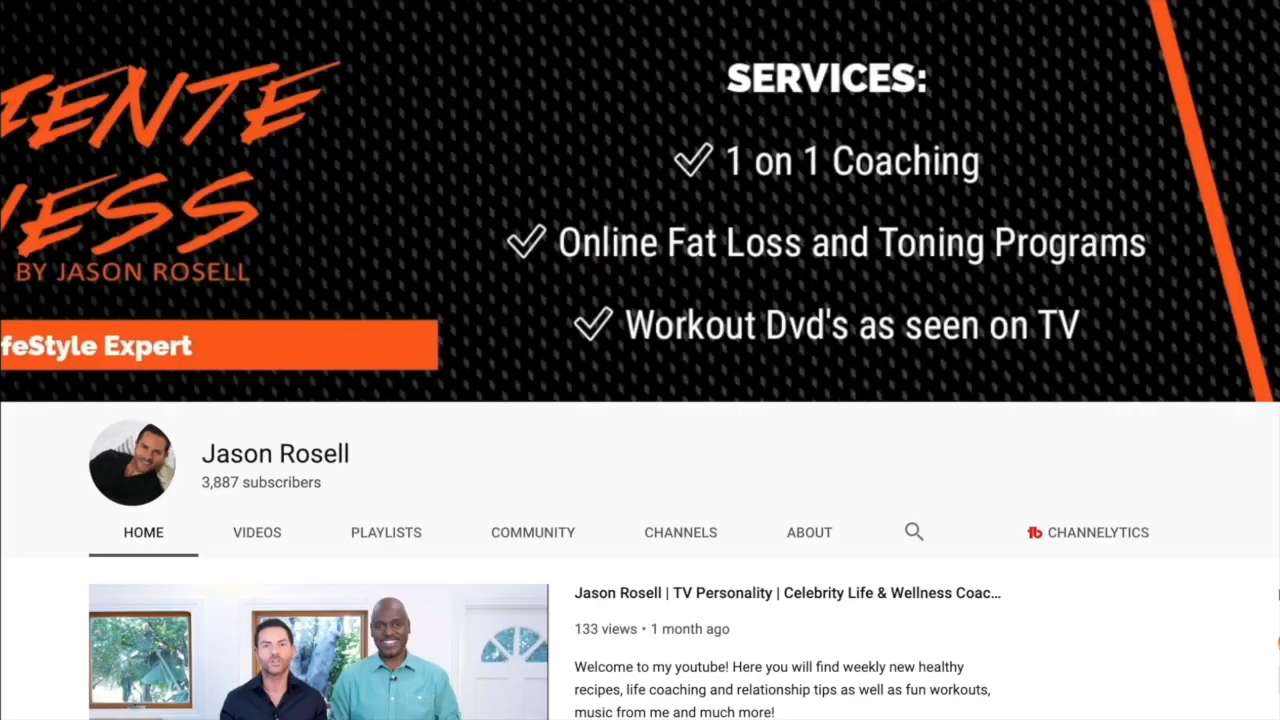 IENTE
NESS
BY JASON ROSELL
feStyle Expert
SERVICES:
1 on 1 Coaching
Online Fat Loss and Toning Programs
Workout Dvd's as seen on TV
Jason Rosell
3,887 subscribers
HOME VIDEOS PLAYLISTS COMMUNITY CHANNELS ABOUT tb CHANNELYTICS
Jason Rosell | TV Personality | Celebrity Life & Wellness Coac...
133 views • 1 month ago
Welcome to my youtube! Here you will find weekly new healthy
recipes, life coaching and relationship tips as well as fun workouts,
music from me and much more!